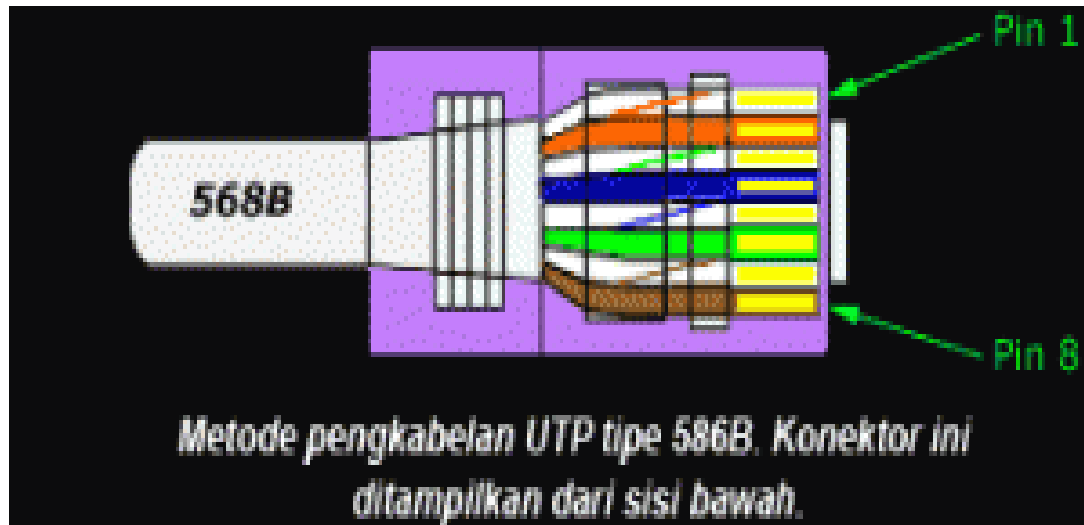 Pin 1
568B
Pin 8
Metode pengkabelan UTP tipe 586B. Konektor ini
ditampilkan dari sisi bawah.